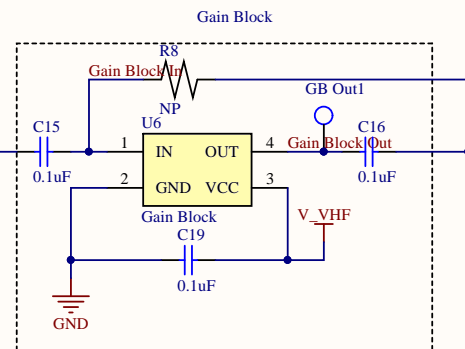 Gain Block
R8
Gain Block In
NP
GB Out1
C15
0.1uF
U6
1
IN
OUT
4
2
GND
VCC
3
Gain Block
Gain Block Out
C16
0.1uF
V_VHF
C19
0.1uF
GND